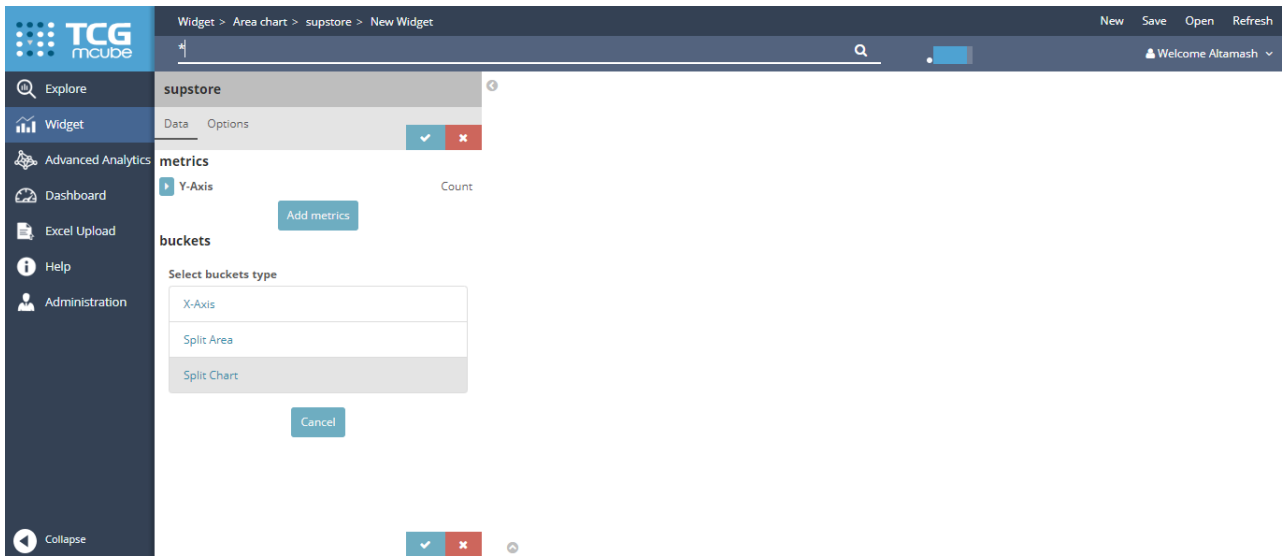 TCG
mcube
Widget > Area chart > supstore > New Widget
New Save Open Refresh
*
Welcome Altamash
Explore
Widget
Advanced Analytics
Dashboard
Excel Upload
Help
Administration
Collapse
supstore
Data Options
metrics
Y-Axis Count
Add metrics
buckets
Select buckets type
X-Axis
Split Area
Split Chart
Cancel